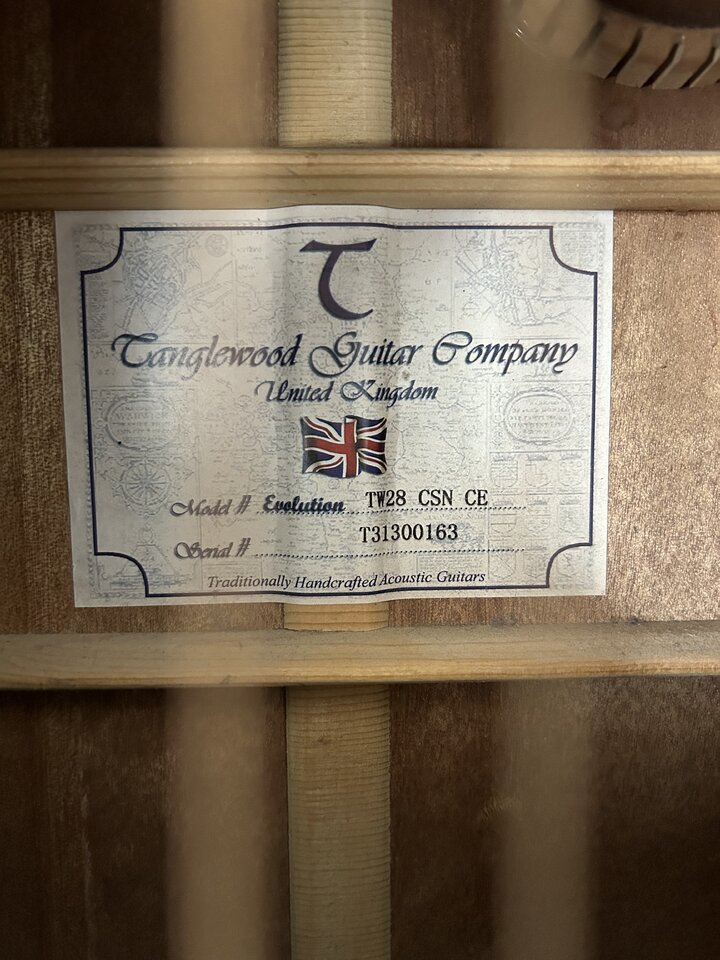 T
Tanglewood Guitar Company
United Kingdom
Model # Evolution TW28 CSN CE
Serial # T31300163
Traditionally Handcrafted Acoustic Guitars